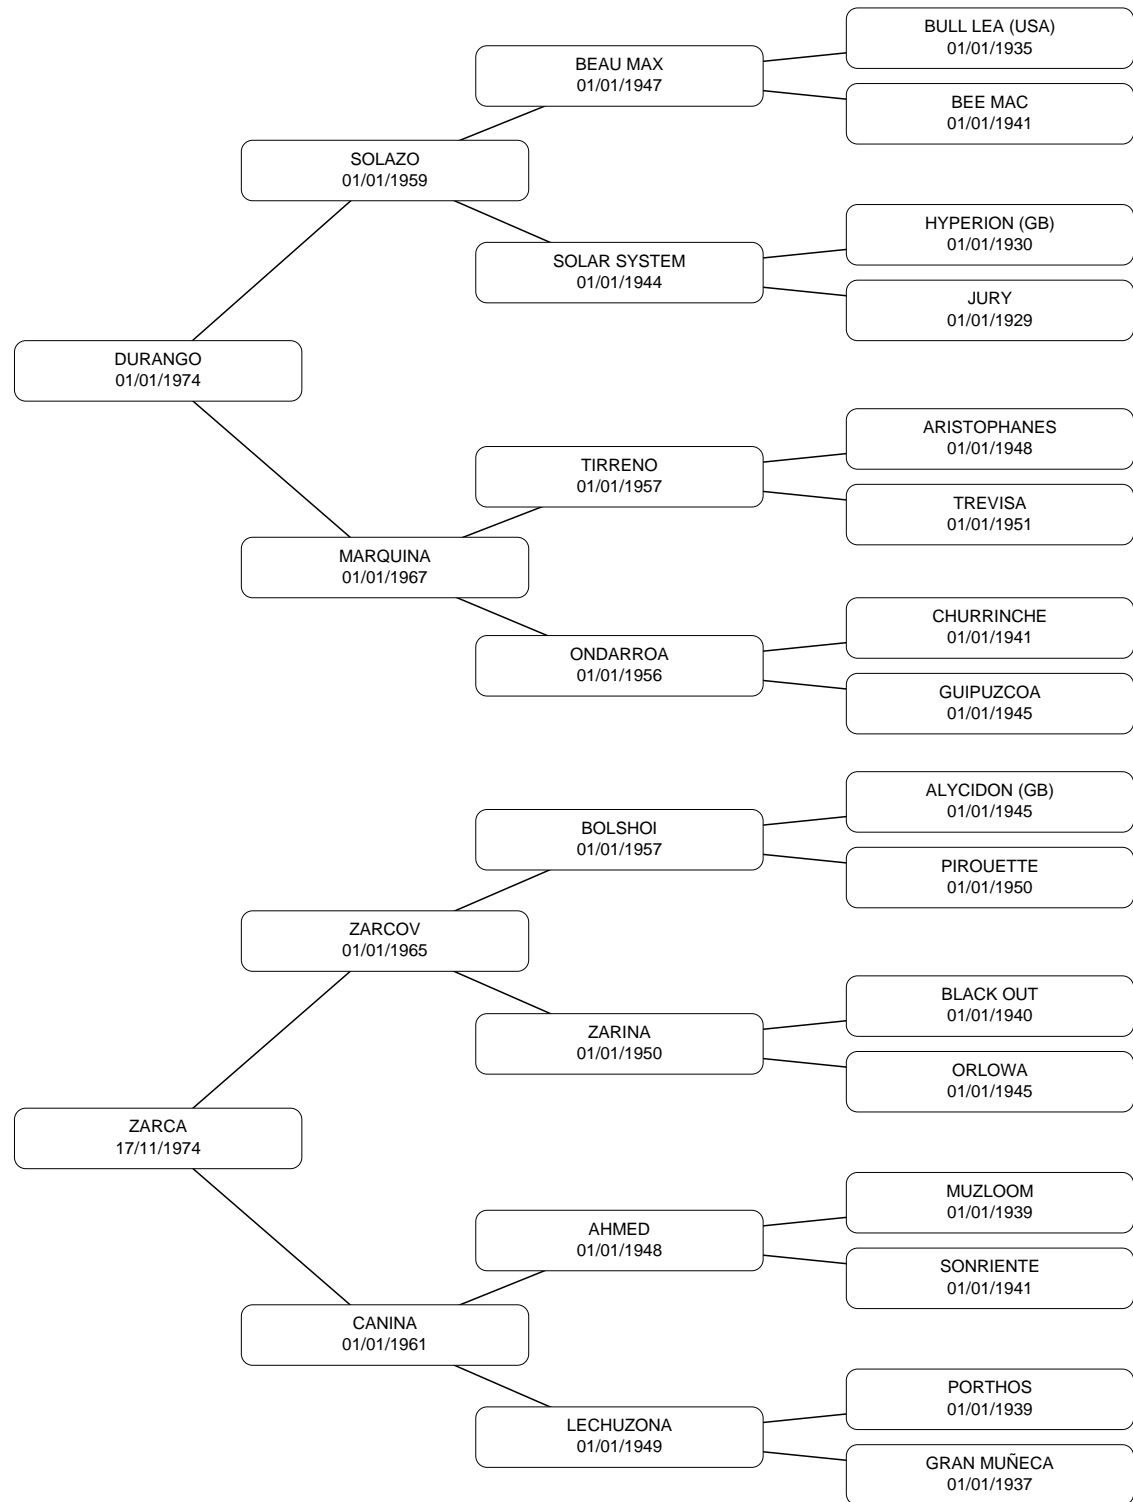 BULL LEA (USA)
01/01/1935
BEAU MAX
01/01/1947
BEE MAC
01/01/1941
SOLAZO
01/01/1959
HYPERION (GB)
01/01/1930
SOLAR SYSTEM
01/01/1944
JURY
01/01/1929
DURANGO
01/01/1974
ARISTOPHANES
01/01/1948
TIRRENO
01/01/1957
TREVISA
01/01/1951
MARQUINA
01/01/1967
CHURRINCHE
01/01/1941
ONDARROA
01/01/1956
GUIPUZCOA
01/01/1945
ALYCIDON (GB)
01/01/1945
BOLSHOI
01/01/1957
PIROUETTE
01/01/1950
ZARCOV
01/01/1965
BLACK OUT
01/01/1940
ZARINA
01/01/1950
ORLOWA
01/01/1945
ZARCA
17/11/1974
MUZLOOM
01/01/1939
AHMED
01/01/1948
SONRIENTE
01/01/1941
CANINA
01/01/1961
PORTHOS
01/01/1939
LECHUZONA
01/01/1949
GRAN MUÑECA
01/01/1937